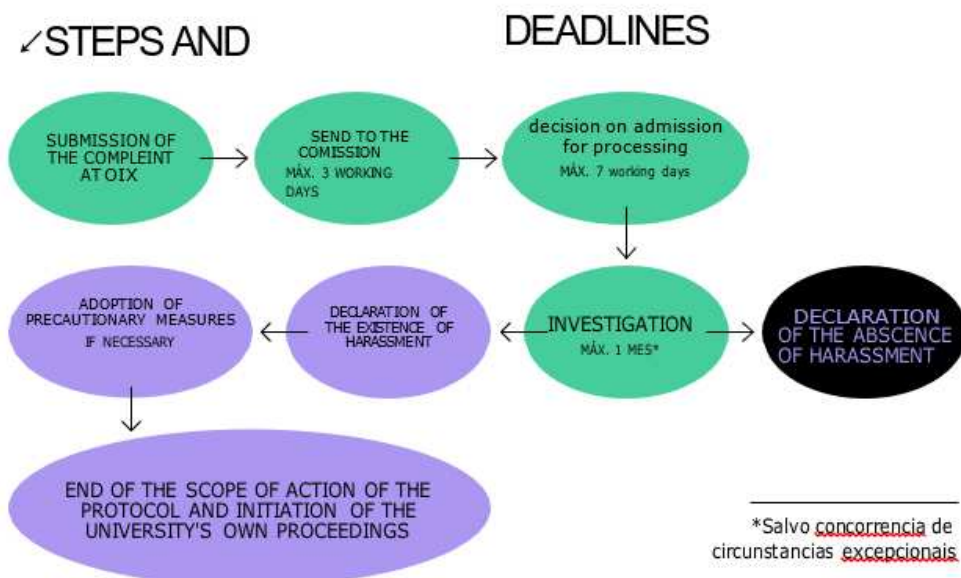 ✓STEPS AND DEADLINES
SUBMISSION OF
THE COMPLEINT
AT OIX
SEND TO THE
COMISSION
MÁX. 3 WORKING
DAYS
decision on admission
for processing
MÁX. 7 working days
ADOPTION OF
PRECAUTIONARY MEASURES
IF NECESSARY
DECLARATION OF
THE EXISTENCE OF
HARASSMENT
INVESTIGATION
MÁX. 1 MES*
DECLARATION
OF THE ABSCENCE
OF HARASSMENT
END OF THE SCOPE OF ACTION OF THE
PROTOCOL AND INITIATION OF THE
UNIVERSITY'S OWN PROCEEDINGS
*Salvo concorrencia de
circunstancias excepcionais